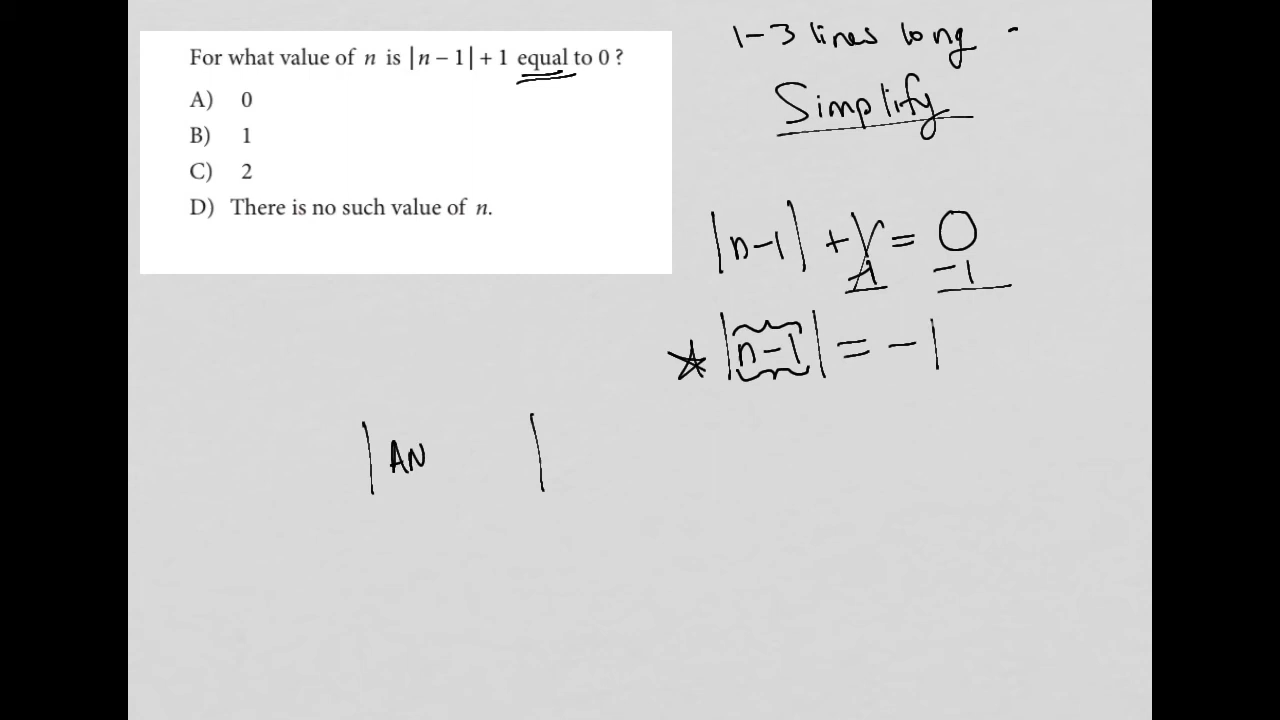 For what value of n is |n − 1| + 1 equal to 0 ?
A) 0
B) 1
C) 2
D) There is no such value of n.
1-3 lines long -
Simplify
|n-1| + 1 = 0
-1 -1
|n-1| = -1
|AN |